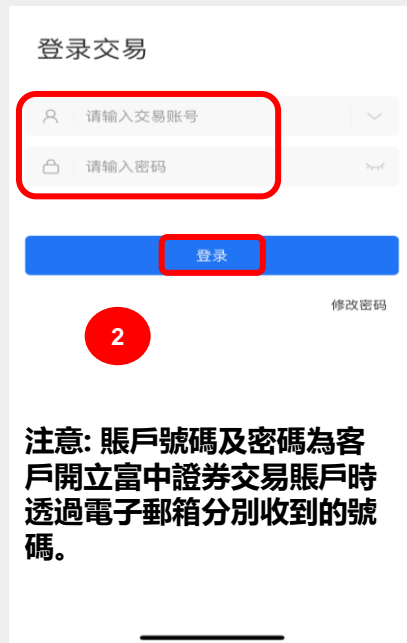 登录交易
请输入交易账号
请输入密码
登录
修改密码
2
注意: 賬戶號碼及密碼為客
戶開立富中證券交易賬戶時
透過電子郵箱分別收到的號
碼。